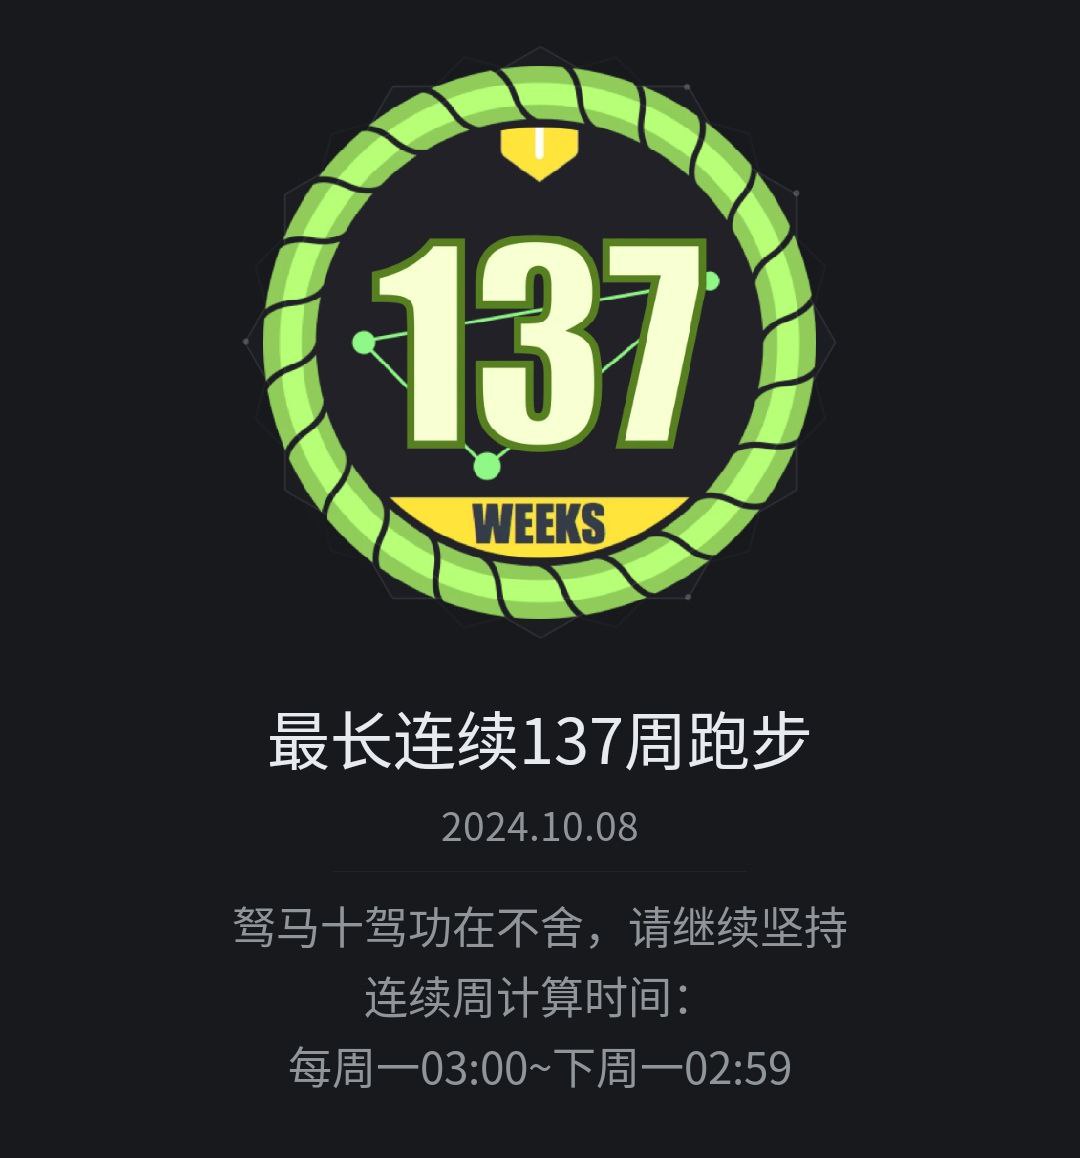 137
WEEKS
最长连续137周跑步
2024.10.08
驽马十驾功在不舍，请继续坚持
连续周计算时间：
每周一03:00~下周一02:59